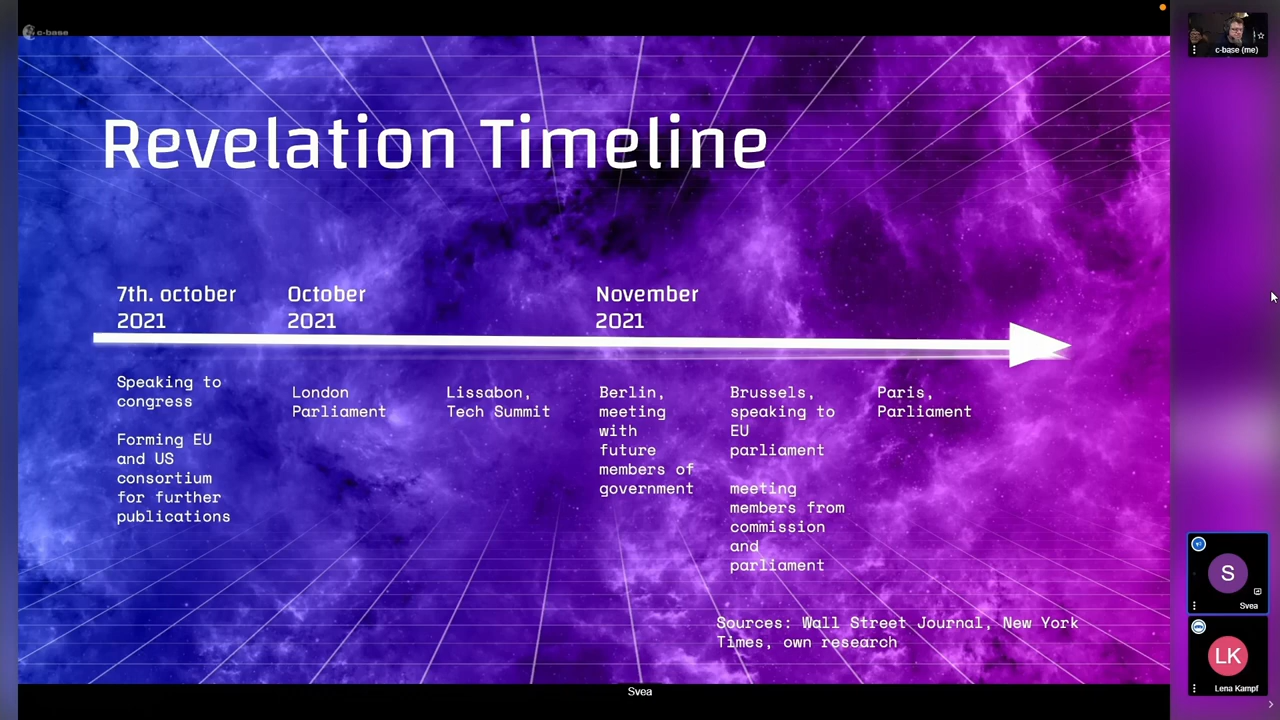 c-base
Revelation Timeline
7th. october
2021
October
2021
November
2021
Speaking to
congress
Forming EU
and US
consortium
for further
publications
London
Parliament
Lissabon,
Tech Summit
Berlin,
meeting
with
future
members of
government
Brussels,
speaking to
EU
parliament
meeting
members from
commission
and
parliament
Paris,
Parliament
Sources: Wall Street Journal, New York
Times, own research
Svea
c-base (me)
S
Svea
LK
Lena Kampf